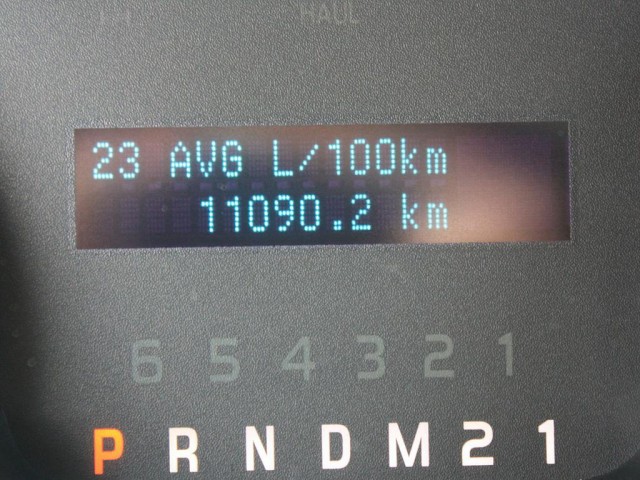 HAUL
23 AVG L/100km
11090.2 km
6 5 4 3 2 1
P R N D M 2 1